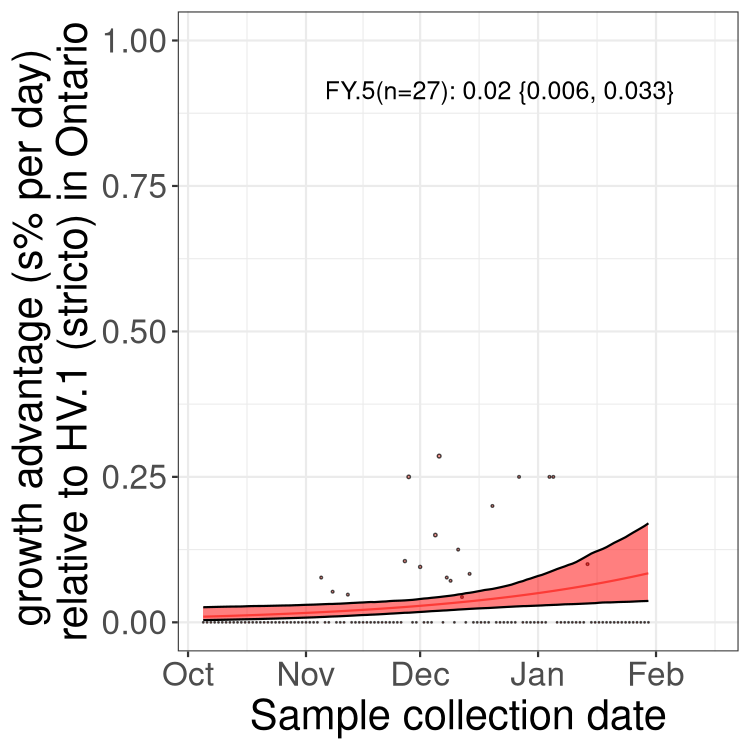 growth advantage (s% per day)
relative to HV.1 (stricto) in Ontario
1.00
0.75
0.50
0.25
0.00
FY.5(n=27): 0.02 {0.006, 0.033}
Oct Nov Dec Jan Feb
Sample collection date